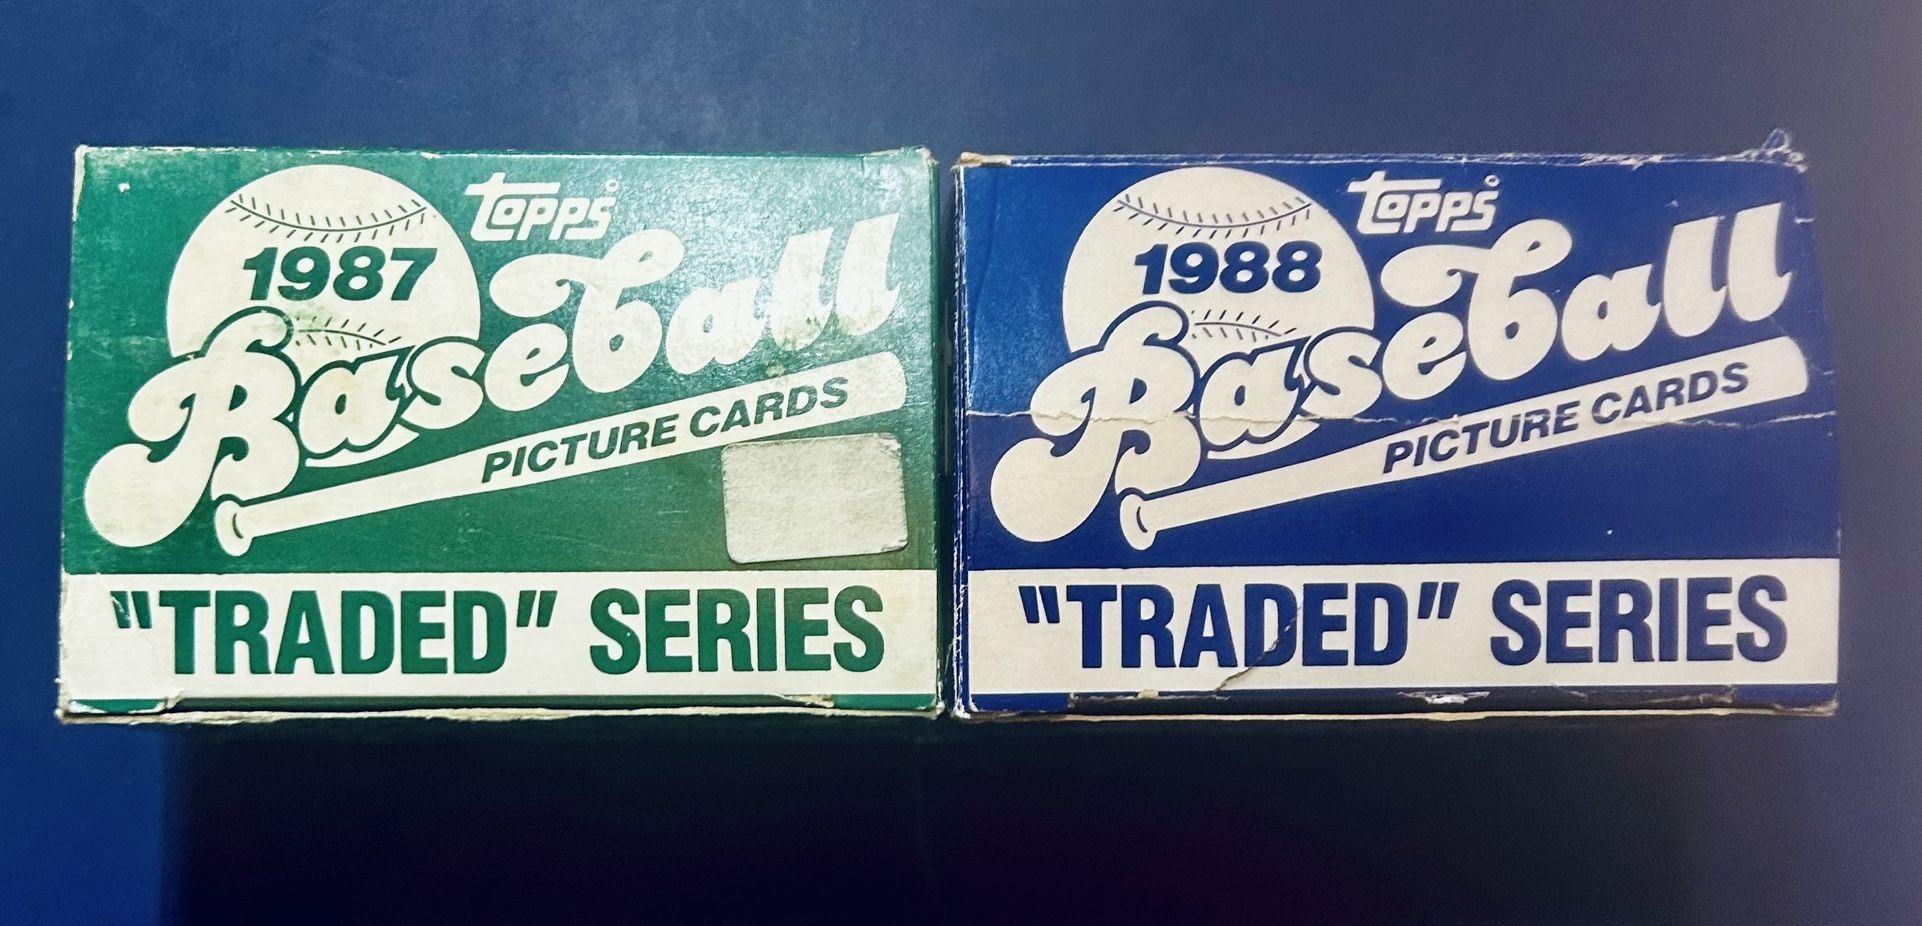 Topps
1987
Baseball
PICTURE CARDS
"TRADED" SERIES
Topps
1988
Baseball
PICTURE CARDS
"TRADED" SERIES